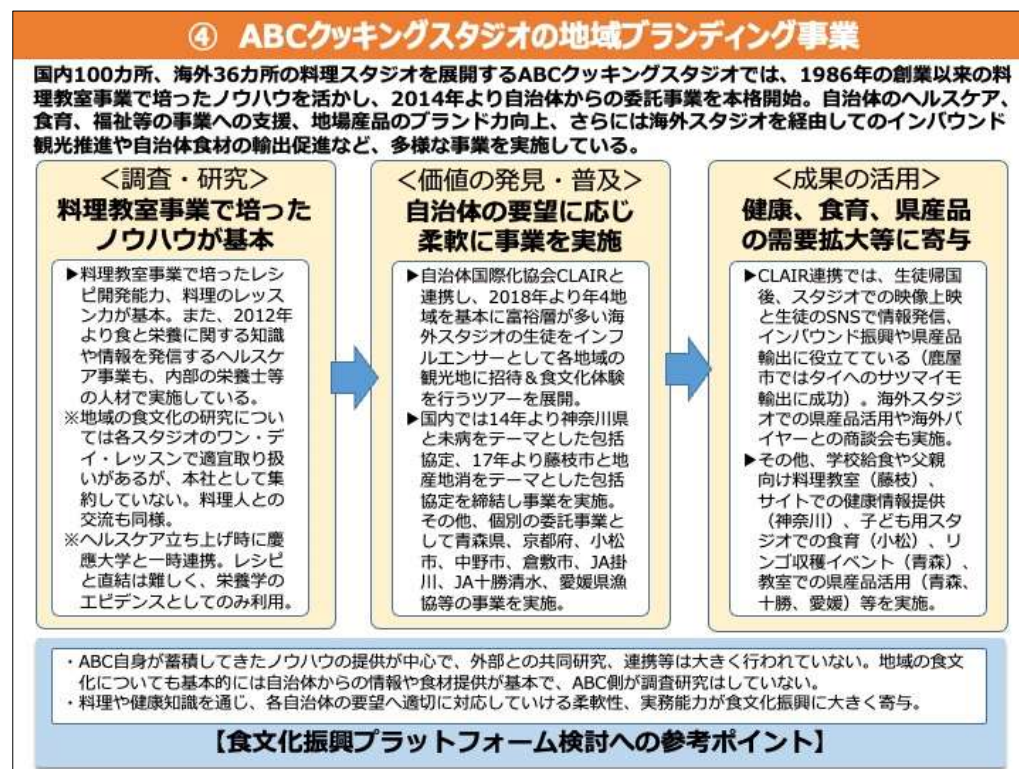 ④ ABCクッキングスタジオの地域ブランディング事業
国内100カ所、海外36カ所の料理スタジオを展開するABCクッキングスタジオでは、1986年の創業以来の料
理教室事業で培ったノウハウを活かし、2014年より自治体からの委託事業を本格開始。自治体のヘルスケア、
食育、福祉等の事業への支援、地場産品のブランド力向上、さらには海外スタジオを経由してのインバウンド
観光推進や自治体食材の輸出促進など、多様な事業を実施している。
＜調査・研究＞
料理教室事業で培った
ノウハウが基本
▶料理教室事業で培ったレシ
ピ開発能力、料理のレッス
ン力が基本。また、2012年
より食と栄養に関する知識
や情報を発信するヘルスケ
ア事業も、内部の栄養士等
の人材で実施している。
※地域の食文化の研究につい
ては各スタジオのワン・デ
イ・レッスンで適宜取り扱
いがあるが、本社として集
約していない。料理人との
交流も同様。
※ヘルスケア立ち上げ時に慶
應大学と一時連携。レシピ
と直結は難しく、栄養学の
エビデンスとしてのみ利用。
＜価値の発見・普及＞
自治体の要望に応じ
柔軟に事業を実施
▶自治体国際化協会CLAIRと
連携し、2018年より年4地
域を基本に富裕層が多い海
外スタジオの生徒をインフ
ルエンサーとして各地域の
観光地に招待＆食文化体験
を行うツアーを展開。
▶国内では14年より神奈川県
と未病をテーマとした包括
協定、17年より藤枝市と地
産地消をテーマとした包括
協定を締結し事業を実施。
その他、個別の委託事業と
して青森県、京都府、小松
市、中野市、倉敷市、JA掛
川、JA十勝清水、愛媛県漁
協等の事業を実施。
＜成果の活用＞
健康、食育、県産品
の需要拡大等に寄与
▶CLAIR連携では、生徒帰国
後、スタジオでの映像上映
と生徒のSNSで情報発信、
インバウンド振興や県産品
輸出に役立てている（鹿屋
市ではタイへのサツマイモ
輸出に成功）。海外スタジ
オでの県産品活用や海外バ
イヤーとの商談会も実施。
▶その他、学校給食や父親
向け料理教室（藤枝）、
サイトでの健康情報提供
（神奈川）、子ども用スタ
ジオでの食育（小松）、リ
ンゴ収穫イベント（青森）、
教室での県産品活用（青森、
十勝、愛媛）等を実施。
・ABC自身が蓄積してきたノウハウの提供が中心で、外部との共同研究、連携等は大きく行われていない。地域の食文
化についても基本的には自治体からの情報や食材提供が基本で、ABC側が調査研究はしていない。
・料理や健康知識を通じ、各自治体の要望へ適切に対応していける柔軟性、実務能力が食文化振興に大きく寄与。
【食文化振興プラットフォーム検討への参考ポイント】